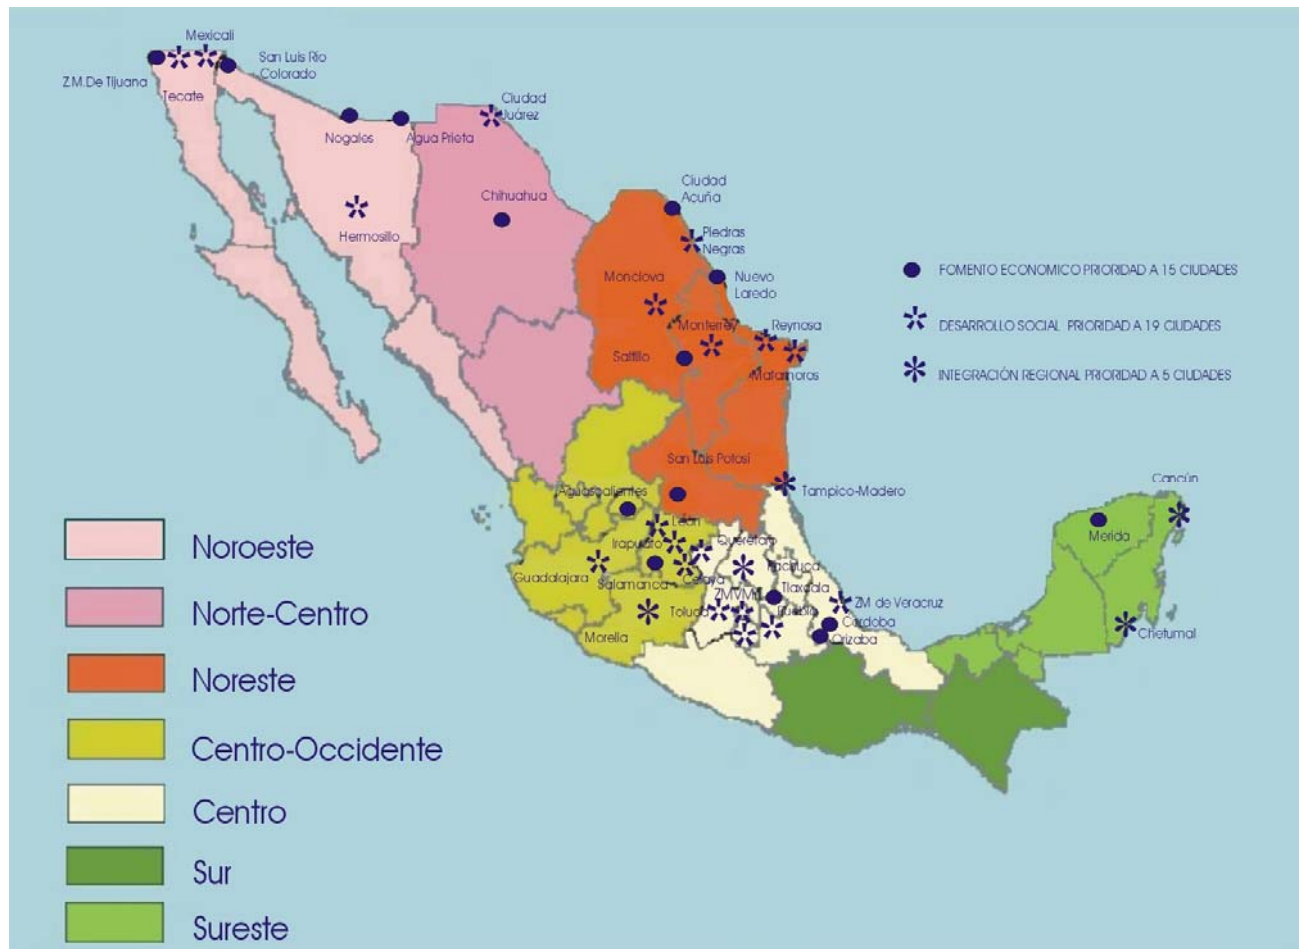 Mexicali
San Luis Río
Colorado
Z.M.De Tijuana
Tecate
Ciudad
Juárez
Nogales
Agua Prieta
Chihuahua
Hermosillo
Ciudad
Acuña
Piedras
Negras
Nuevo
Laredo
Monclova
Monterrey
Reynosa
Saltillo
Matamoros
FOMENTO ECONOMICO PRIORIDAD A 15 CIUDADES
DESARROLLO SOCIAL PRIORIDAD A 19 CIUDADES
INTEGRACIÓN REGIONAL PRIORIDAD A 5 CIUDADES
San Luis Potosí
Aguascalientes
Tampico-Madero
Cancún
León
Merida
Irapuato
Querétaro
Guadalajara
Salamanca
Celaya
Pachuca
Tlaxcala
Toluca
ZMVM
Puebla
ZM de Veracruz
Cordoba
Orizaba
Morelia
Chetumal
Noroeste
Norte-Centro
Noreste
Centro-Occidente
Centro
Sur
Sureste